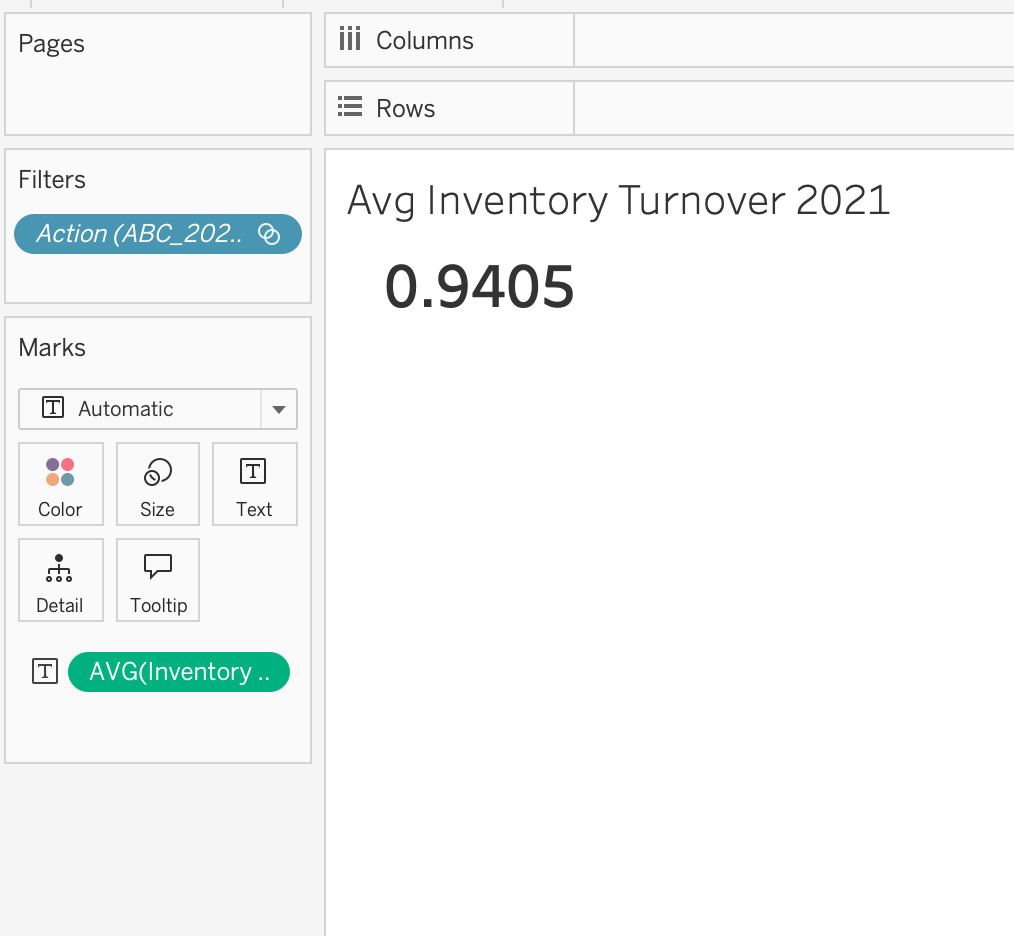 Pages
Columns
Rows
Filters
Action (ABC_202..
Marks
Automatic
Color
Size
Text
Detail
Tooltip
AVG(Inventory ..
Avg Inventory Turnover 2021
0.9405